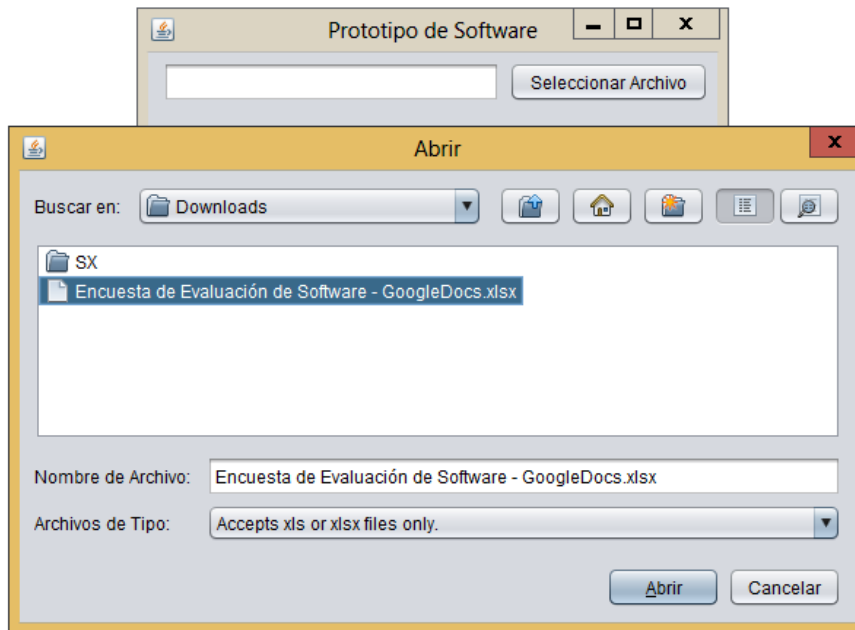 Prototipo de Software
Seleccionar Archivo
Abrir
Buscar en: Downloads
SX
Encuesta de Evaluación de Software - GoogleDocs.xlsx
Nombre de Archivo: Encuesta de Evaluación de Software - GoogleDocs.xlsx
Archivos de Tipo: Accepts xls or xlsx files only.
Abrir Cancelar